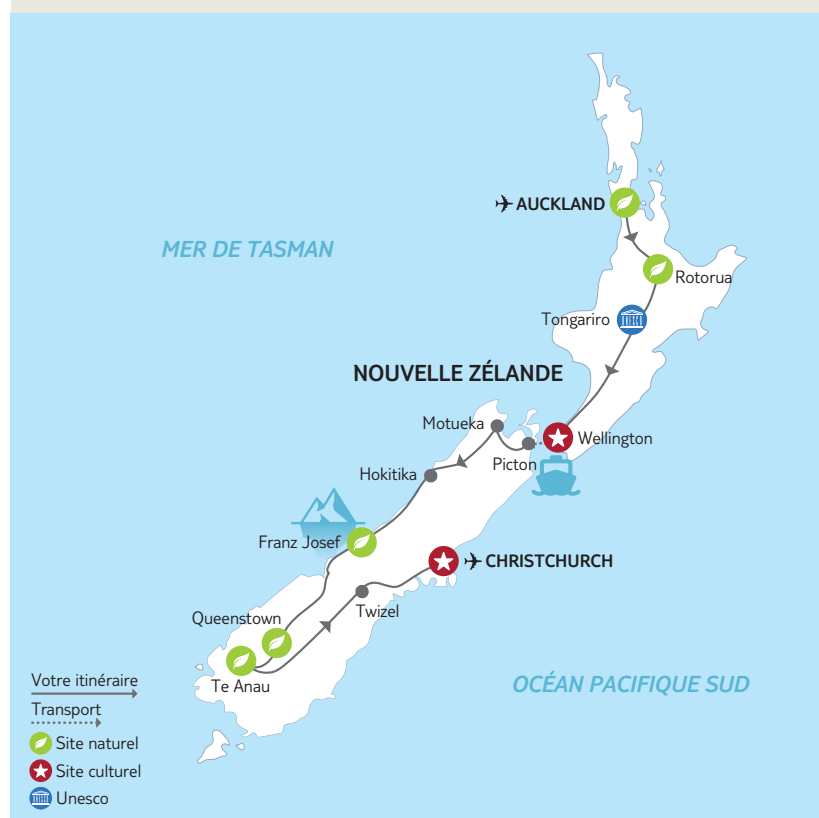 AUCKLAND
MER DE TASMAN
Rotorua
Tongariro
NOUVELLE ZÉLANDE
Motueka
Wellington
Picton
Hokitika
Franz Josef
CHRISTCHURCH
Twizel
Queenstown
Te Anau
OCÉAN PACIFIQUE SUD
Votre itinéraire
Transport
Site naturel
Site culturel
Unesco